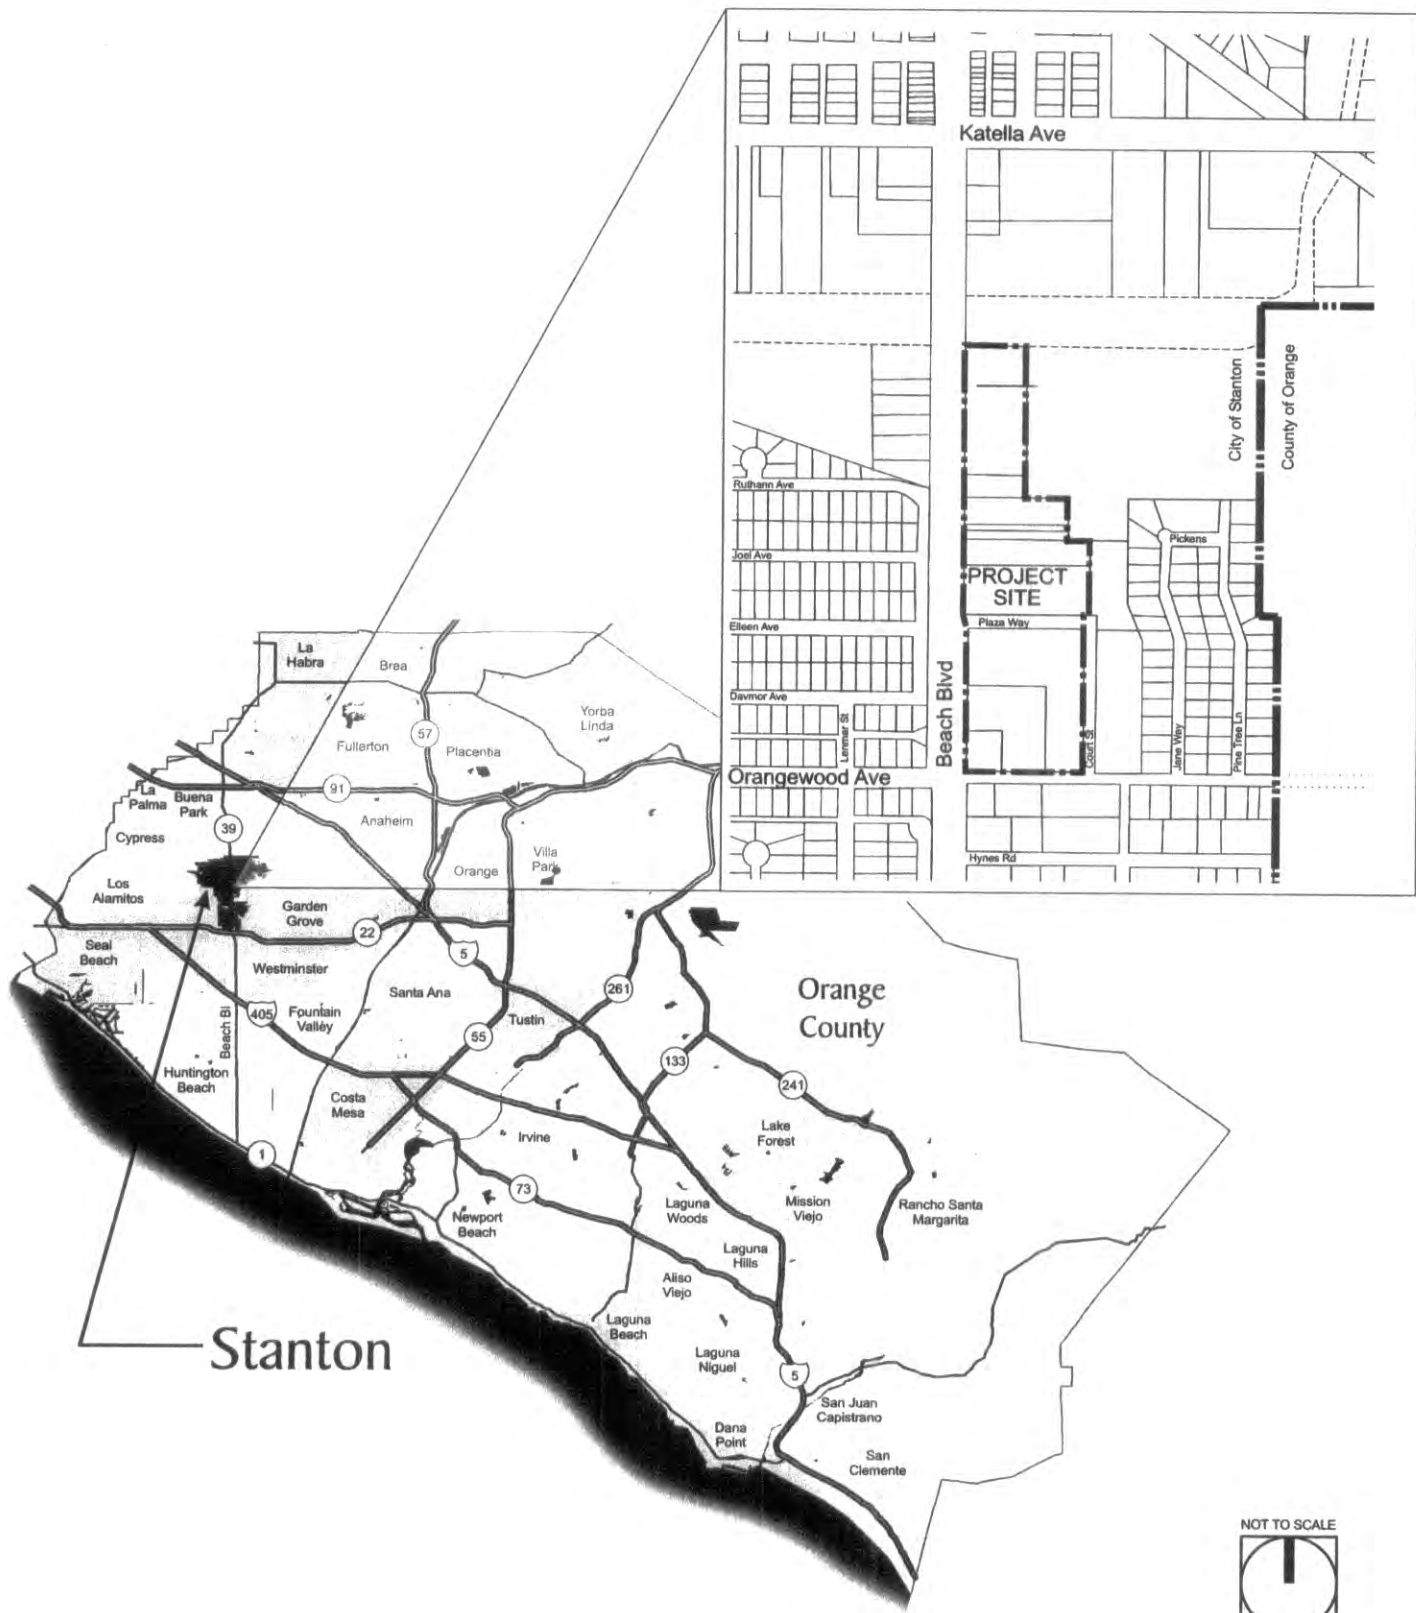 Katella Ave
City of Stanton
County of Orange
Ruthann Ave
Pickens
Joel Ave
PROJECT
SITE
Plaza Way
Eileen Ave
Beach Blvd
Davmor Ave
Lenmar St
Court St
Jane Way
Pine Tree Ln
Orangewood Ave
Hynes Rd
La
Habra
Brea
Yorba
Linda
57
Fullerton
Placentia
91
La
Palma
Buena
Park
Anaheim
39
Cypress
Villa
Park
Orange
Los
Alamitos
Garden
Grove
22
Seal
Beach
5
Westminster
Santa Ana
261
Orange
County
405
Fountain
Valley
Tustin
Beach Bl
55
133
Huntington
Beach
241
Costa
Mesa
Lake
Forest
Irvine
1
73
Laguna
Woods
Mission
Viejo
Rancho Santa
Margarita
Newport
Beach
Laguna
Hills
Aliso
Viejo
Laguna
Beach
Stanton
Laguna
Niguel
5
San Juan
Capistrano
Dana
Point
San
Clemente
NOT TO SCALE